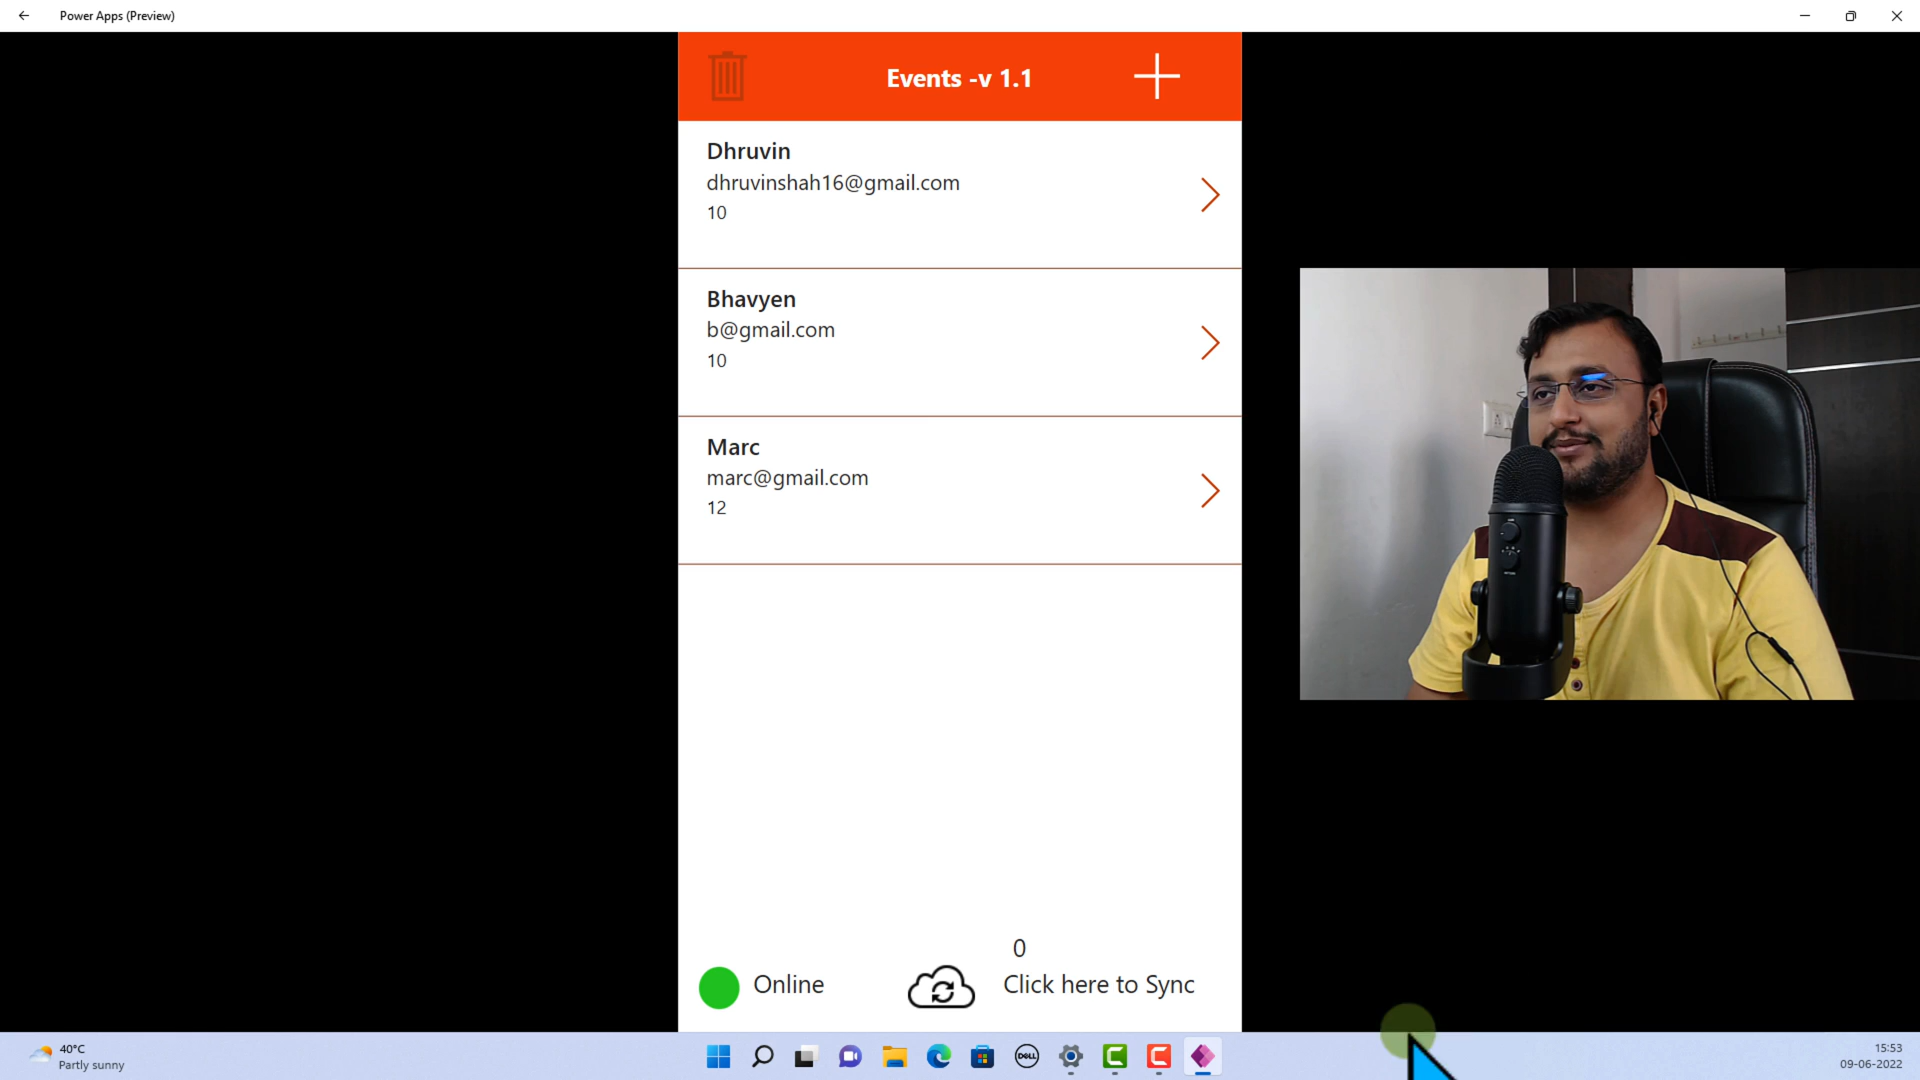 Power Apps (Preview)
Events -v 1.1
Dhruvin
dhruvinshah16@gmail.com
10
Bhavyen
b@gmail.com
10
Marc
marc@gmail.com
12
0
Online
Click here to Sync
40°C
Partly sunny
DELL
15:53
09-06-2022